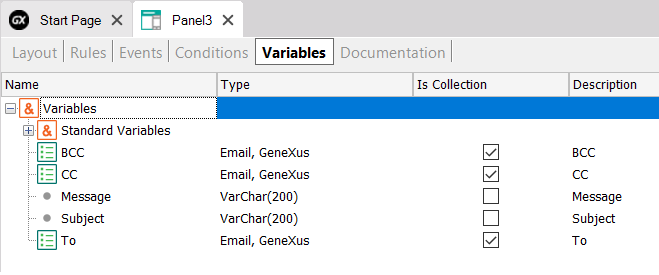 GX Start Page Panel3
Layout Rules Events Conditions Variables Documentation
Name Type Is Collection Description
& Variables
& Standard Variables
BCC Email, GeneXus BCC
CC Email, GeneXus CC
Message VarChar(200) Message
Subject VarChar(200) Subject
To Email, GeneXus To